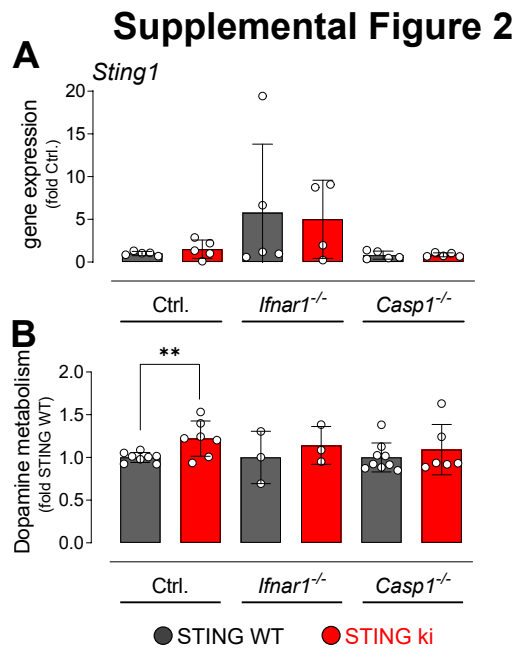 Supplemental Figure 2
A
Sting1
gene expression
(fold Ctrl.)
20
15
10
5
0
Ctrl.
Ifnar1-/-
Casp1-/-
B
Dopamine metabolism
(fold STING WT)
**
2.0
1.5
1.0
0.5
0.0
Ctrl.
Ifnar1-/-
Casp1-/-
STING WT
STING ki